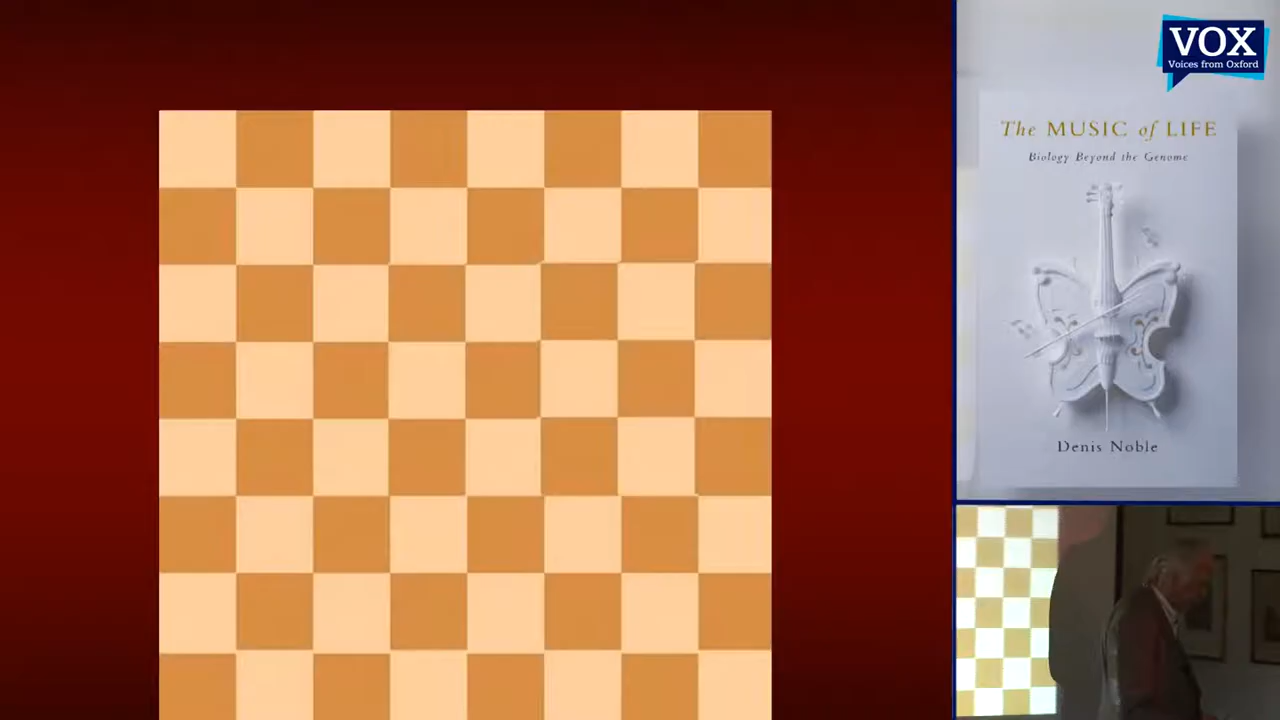 VOX
Voices from Oxford
The MUSIC of LIFE
Biology Beyond the Genome
Denis Noble